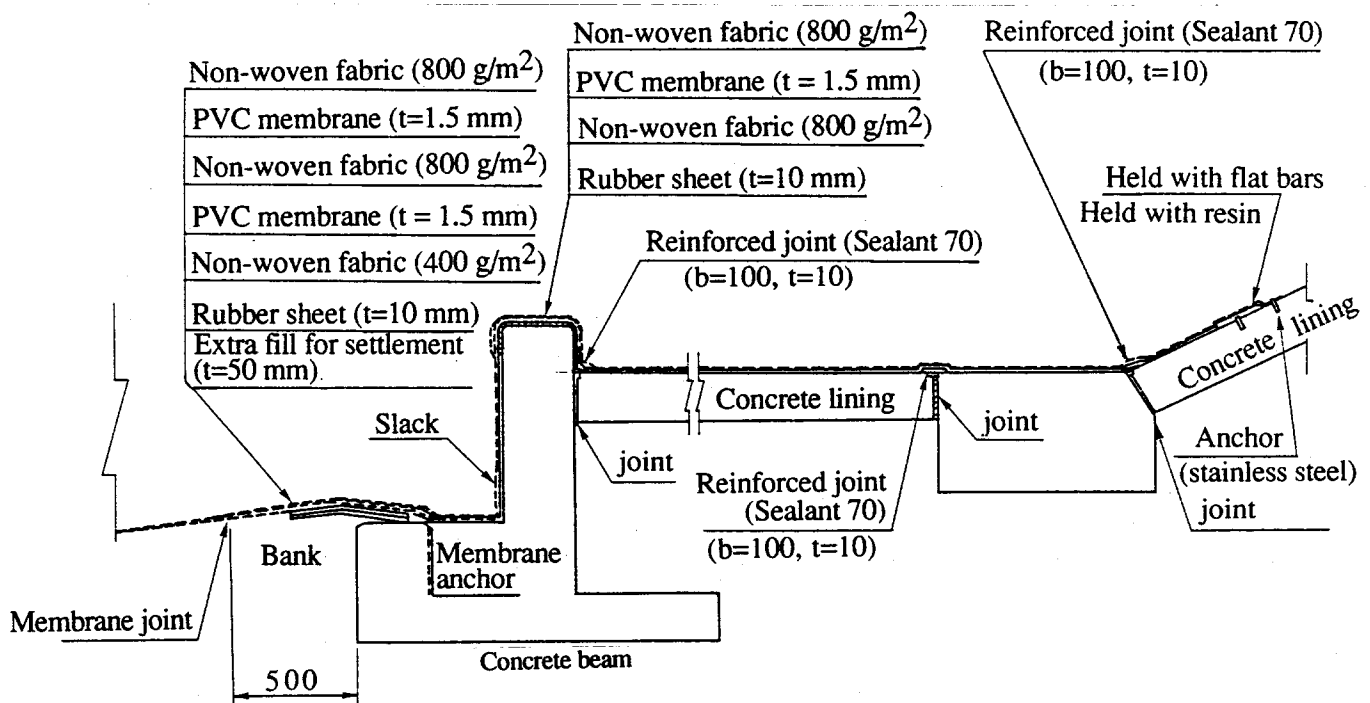 Non-woven fabric (800 g/m2)
PVC membrane (t=1.5 mm)
Non-woven fabric (800 g/m2)
PVC membrane (t = 1.5 mm)
Non-woven fabric (400 g/m2)
Rubber sheet (t=10 mm)
Extra fill for settlement
(t=50 mm)
Non-woven fabric (800 g/m2)
PVC membrane (t = 1.5 mm)
Non-woven fabric (800 g/m2)
Rubber sheet (t=10 mm)
Reinforced joint (Sealant 70)
(b=100, t=10)
Reinforced joint (Sealant 70)
(b=100, t=10)
Held with flat bars
Held with resin
Concrete lining
Slack
Concrete lining
joint
joint
Reinforced joint
(Sealant 70)
(b=100, t=10)
Anchor
(stainless steel)
joint
Bank
Membrane
anchor
Membrane joint
Concrete beam
500